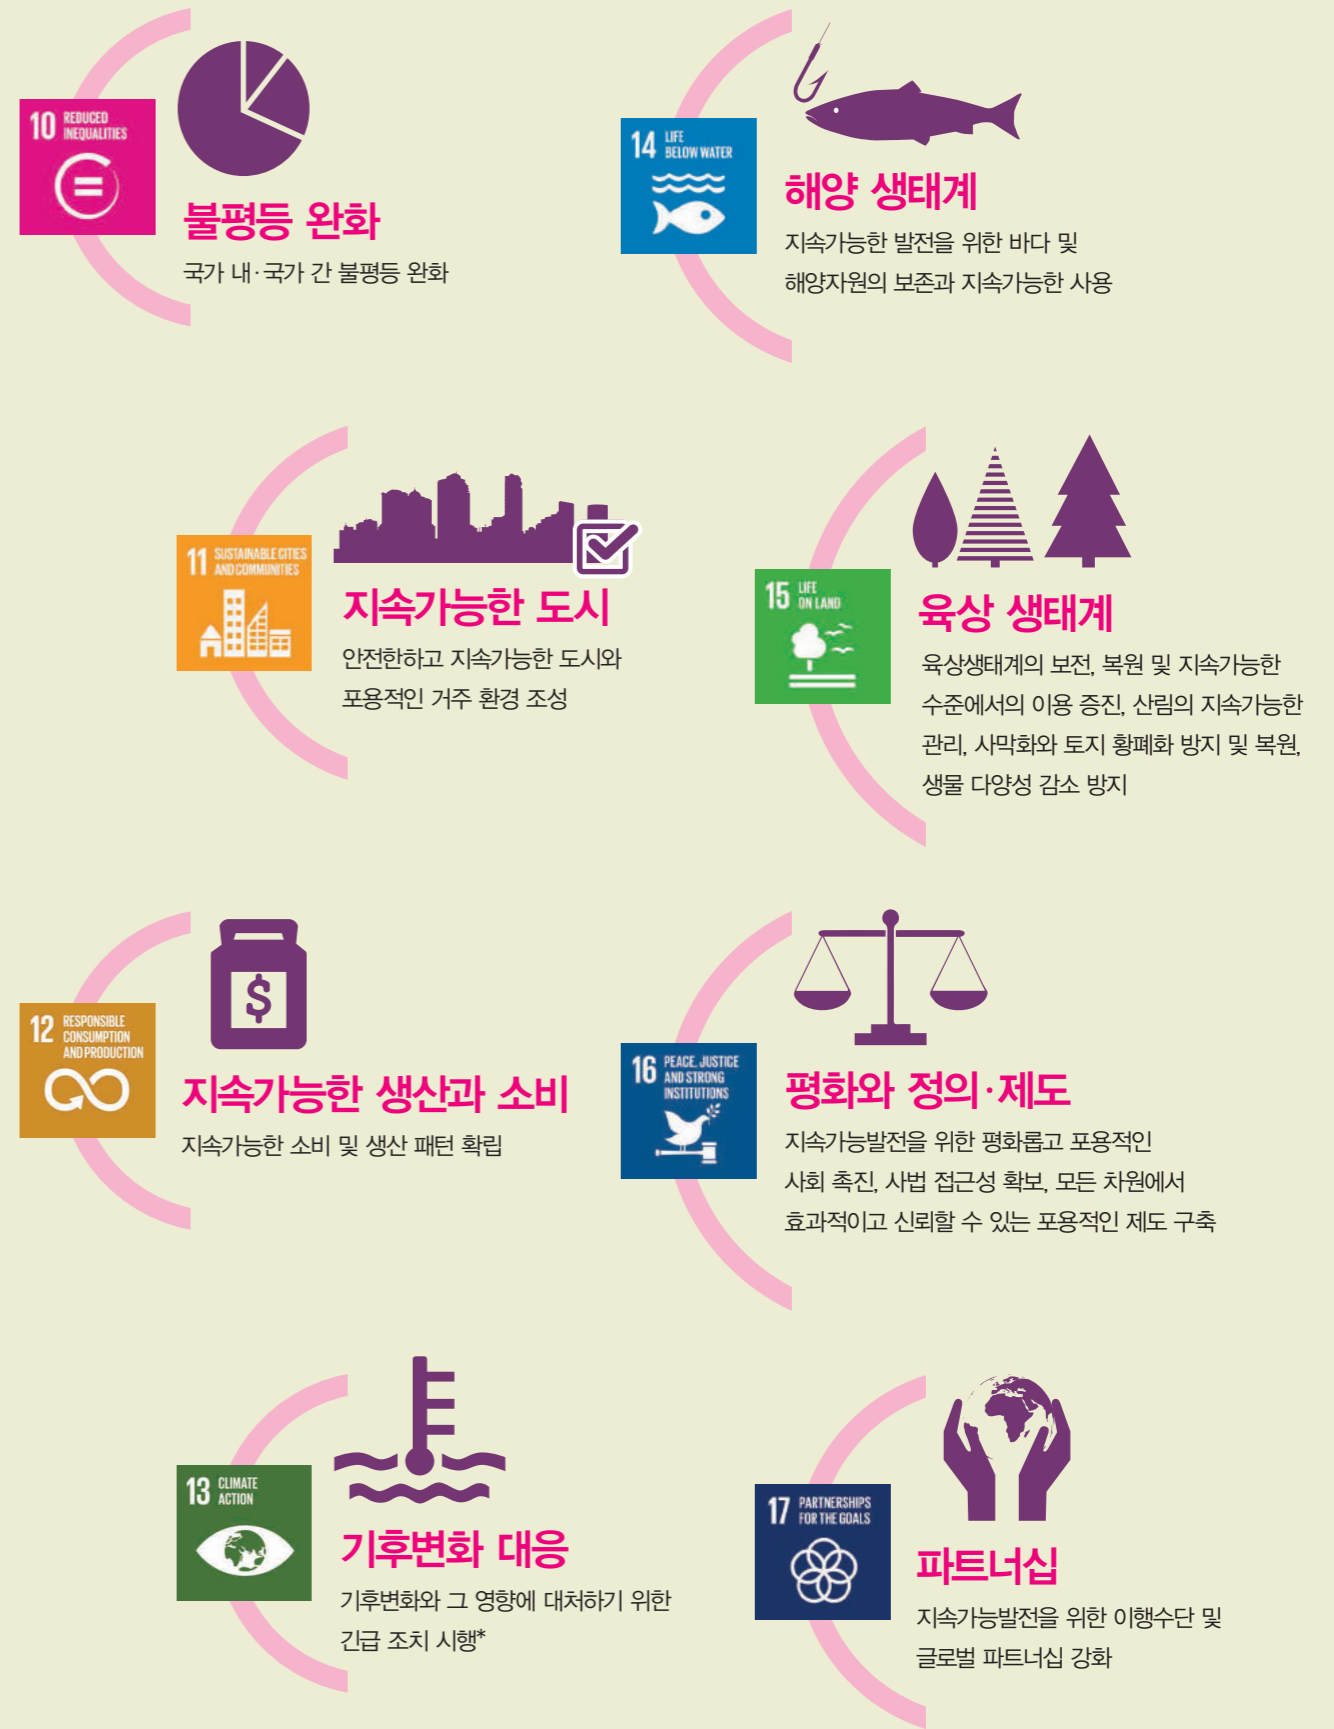 10 REDUCED
INEQUALITIES
불평등 완화
국가 내·국가 간 불평등 완화
11 SUSTAINABLE CITIES
AND COMMUNITIES
지속가능한 도시
안전한하고 지속가능한 도시와
포용적인 거주 환경 조성
12 RESPONSIBLE
CONSUMPTION
AND PRODUCTION
$
지속가능한 생산과 소비
지속가능한 소비 및 생산 패턴 확립
13 CLIMATE
ACTION
기후변화 대응
기후변화와 그 영향에 대처하기 위한
긴급 조치 시행*
14 LIFE
BELOW WATER
해양 생태계
지속가능한 발전을 위한 바다 및
해양자원의 보존과 지속가능한 사용
15 LIFE
ON LAND
육상 생태계
육상생태계의 보전, 복원 및 지속가능한
수준에서의 이용 증진, 산림의 지속가능한
관리, 사막화와 토지 황폐화 방지 및 복원,
생물 다양성 감소 방지
16 PEACE, JUSTICE
AND STRONG
INSTITUTIONS
평화와 정의·제도
지속가능발전을 위한 평화롭고 포용적인
사회 촉진, 사법 접근성 확보, 모든 차원에서
효과적이고 신뢰할 수 있는 포용적인 제도 구축
17 PARTNERSHIPS
FOR THE GOALS
파트너십
지속가능발전을 위한 이행수단 및
글로벌 파트너십 강화